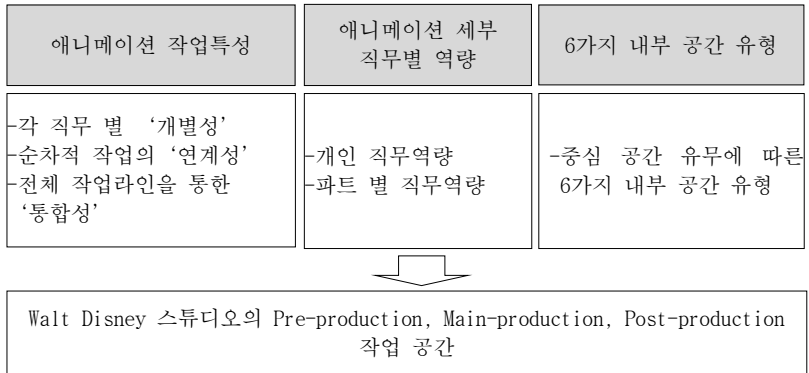 애니메이션 작업특성
애니메이션 세부
직무별 역량
6가지 내부 공간 유형
-각 직무 별 ‘개별성’
-순차적 작업의 ‘연계성’
-전체 작업라인을 통한
‘통합성’
-개인 직무역량
-파트 별 직무역량
-중심 공간 유무에 따른
6가지 내부 공간 유형
Walt Disney 스튜디오의 Pre-production, Main-production, Post-production
작업 공간